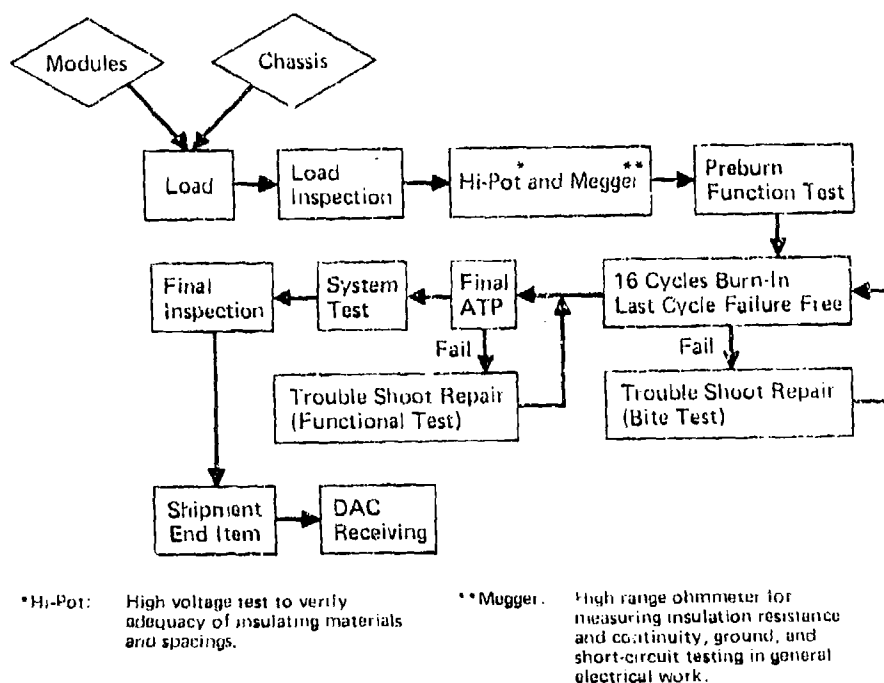 Modules
Chassis
Load
Load
Inspection
Hi-Pot* and Megger**
Preburn
Function Test
16 Cycles Burn-In
Last Cycle Failure Free
Final
ATP
System
Test
Final
Inspection
Fail
Fail
Trouble Shoot Repair
(Functional Test)
Trouble Shoot Repair
(Bite Test)
Shipment
End Item
DAC
Receiving
*Hi-Pot: High voltage test to verify
adequacy of insulating materials
and spacings.
**Megger: High range ohmmeter for
measuring insulation resistance
and continuity, ground, and
short-circuit testing in general
electrical work.